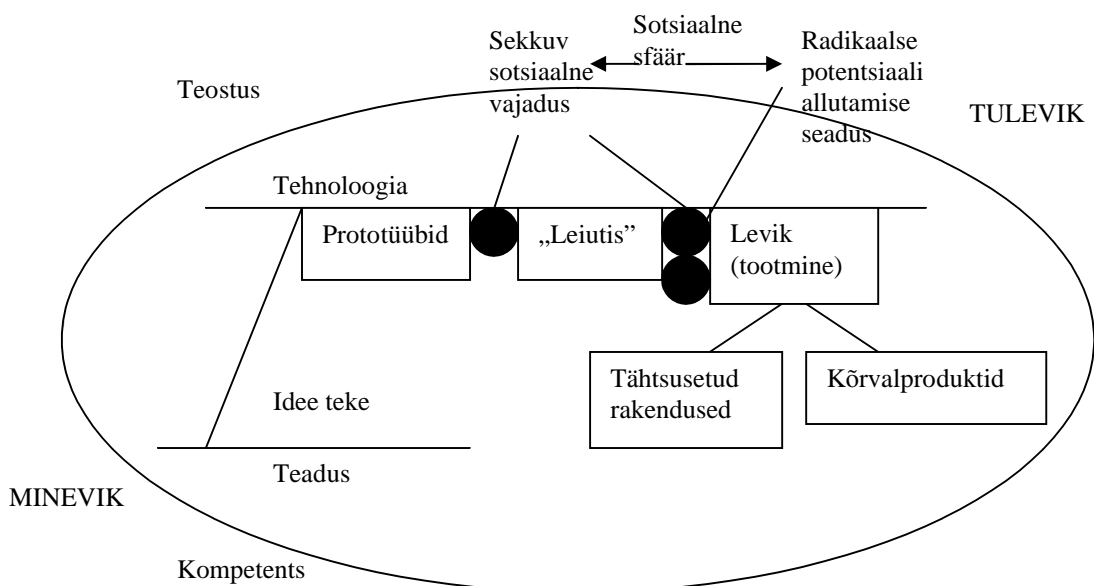 Sotsiaalne
sfäär
Sekkuv
sotsiaalne
vajadus
Radikaalse
potentsiaali
allutamise
seadus
Teostus
TULEVIK
Tehnoloogia
Prototüübid
„Leiutis”
Levik
(tootmine)
Tähtsusetud
rakendused
Kõrvalproduktid
Idee teke
Teadus
MINEVIK
Kompetents